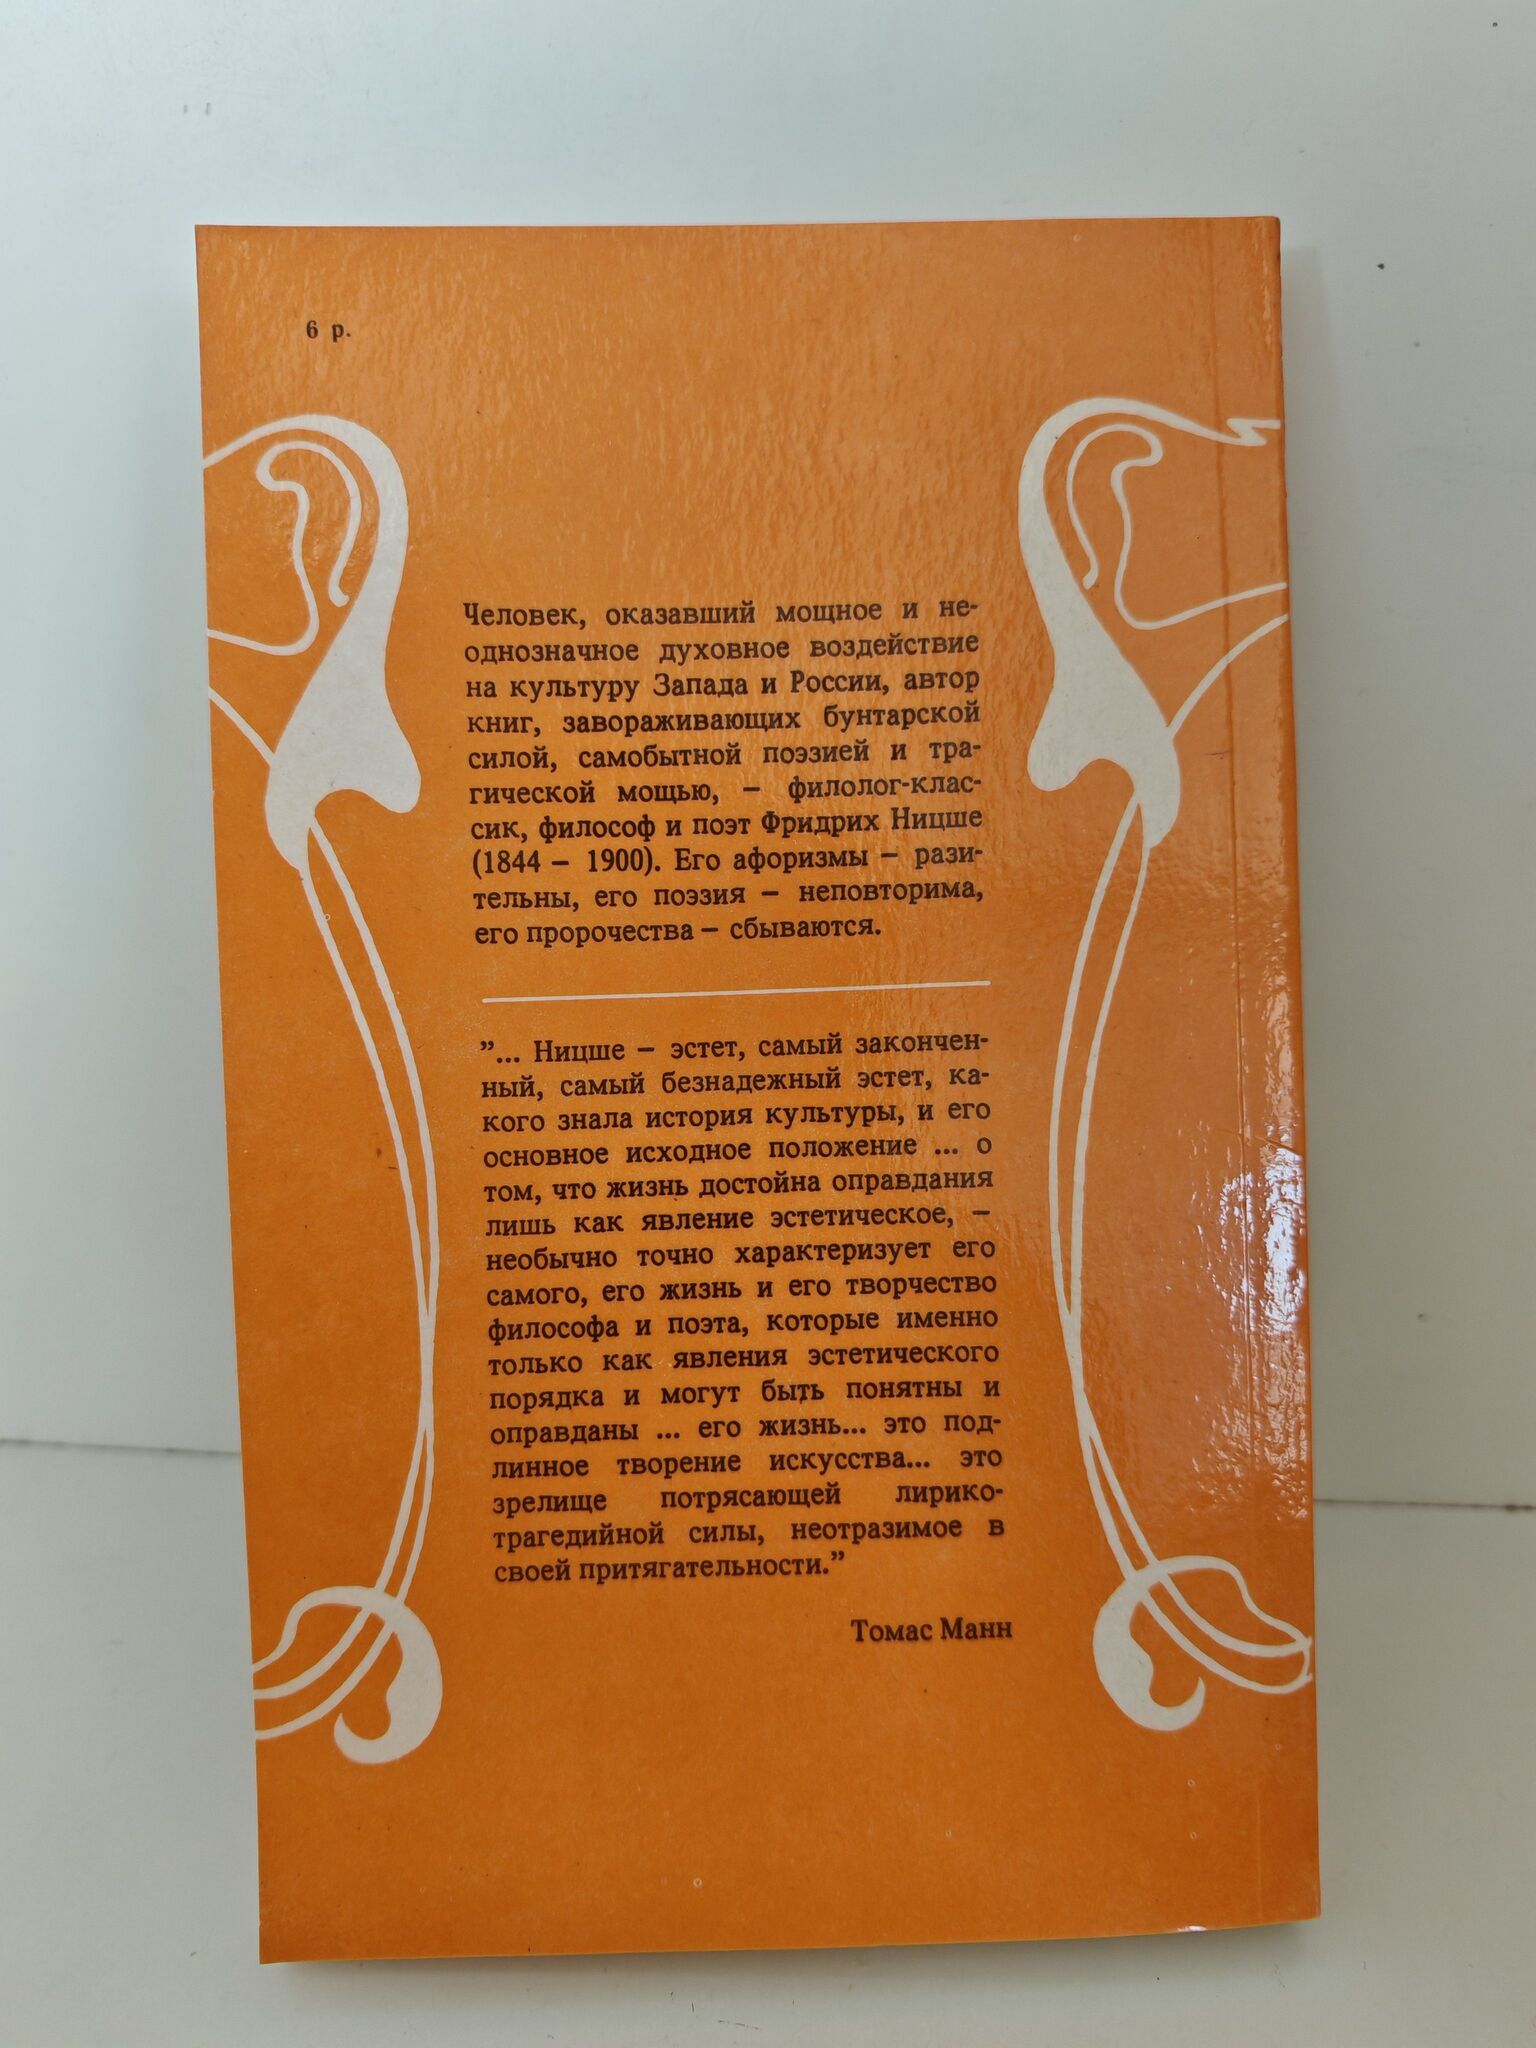 6 р.
Человек, оказавший мощное и не-
однозначное духовное воздействие
на культуру Запада и России, автор
книг, завораживающих бунтарской
силой, самобытной поэзией и тра-
гической мощью, – филолог-клас-
сик, философ и поэт Фридрих Ницше
(1844 – 1900). Его афоризмы – рази-
тельны, его поэзия – неповторима,
его пророчества – сбываются.
”... Ницше – эстет, самый закончен-
ный, самый безнадежный эстет, ка-
кого знала история культуры, и его
основное исходное положение ... о
том, что жизнь достойна оправдания
лишь как явление эстетическое, –
необычно точно характеризует его
самого, его жизнь и его творчество
философа и поэта, которые именно
только как явления эстетического
порядка и могут быть понятны и
оправданы ... его жизнь... это под-
линное творение искусства... это
зрелище потрясающей лирико-
трагедийной силы, неотразимое в
своей притягательности.”
Томас Манн